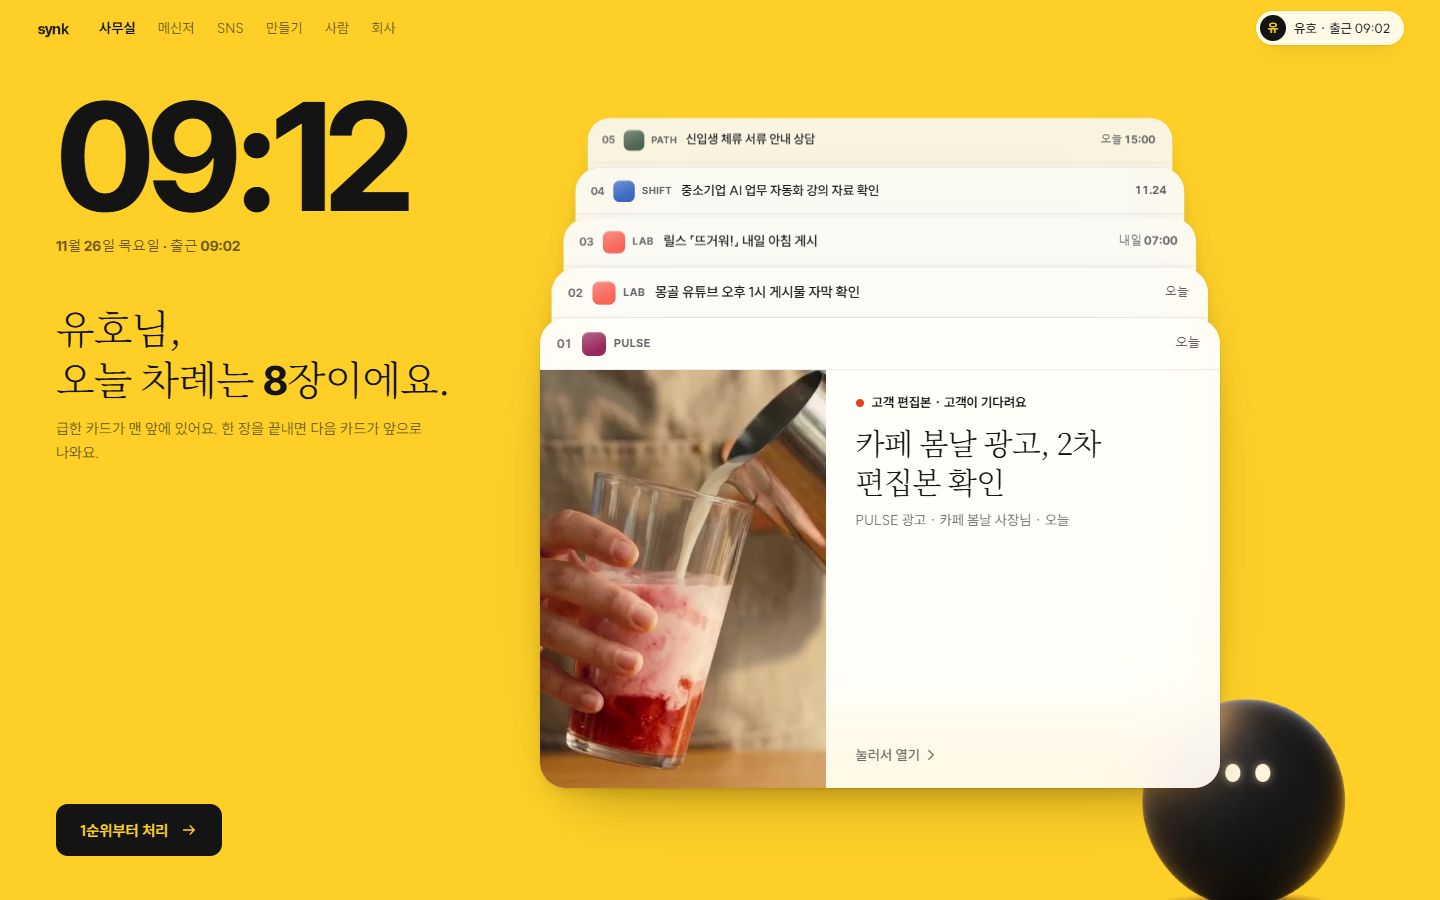 synk
사무실
메신저
SNS
만들기
사람
회사
유
유호 · 출근 09:02
09:12
11월 26일 목요일 · 출근 09:02
유호님,
오늘 차례는 8장이에요.
급한 카드가 맨 앞에 있어요. 한 장을 끝내면 다음 카드가 앞으로
나와요.
1순위부터 처리 →
05 PATH 신입생 체류 서류 안내 상담 오늘 15:00
04 SHIFT 중소기업 AI 업무 자동화 강의 자료 확인 11.24
03 LAB 릴스 「뜨거워!」 내일 아침 게시 내일 07:00
02 LAB 몽골 유튜브 오후 1시 게시물 자막 확인 오늘
01 PULSE 오늘
고객 편집본 · 고객이 기다려요
카페 봄날 광고, 2차
편집본 확인
PULSE 광고 · 카페 봄날 사장님 · 오늘
눌러서 열기 >